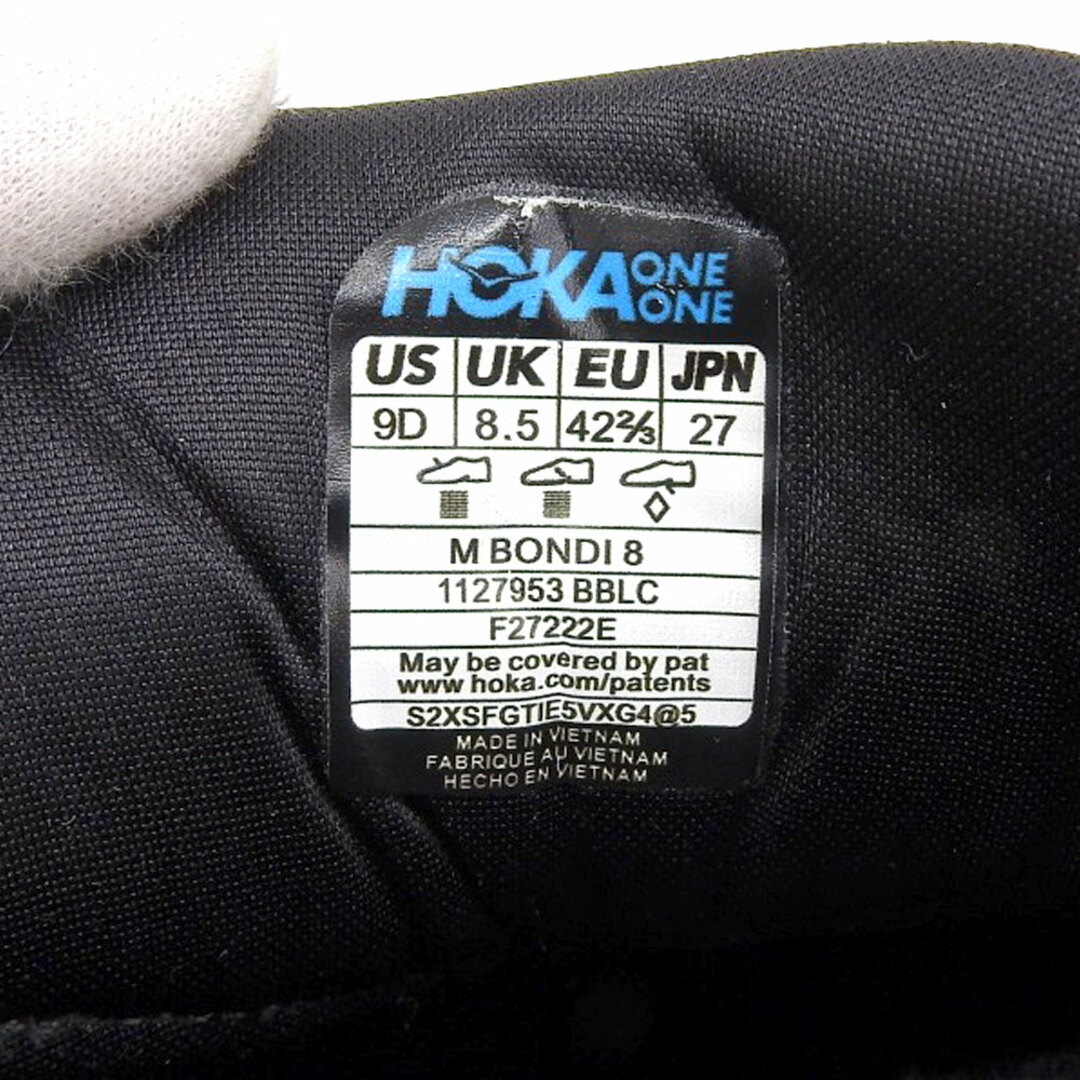 HOKA ONE ONE
US UK EU JPN
9D 8.5 42⅔ 27
M BONDI 8
1127953 BBLC
F27222E
May be covered by pat
www hoka.com/patents
S2XSFGTIE5VXG4@5
MADE IN VIETNAM
FABRIQUE AU VIETNAM
HECHO EN VIETNAM